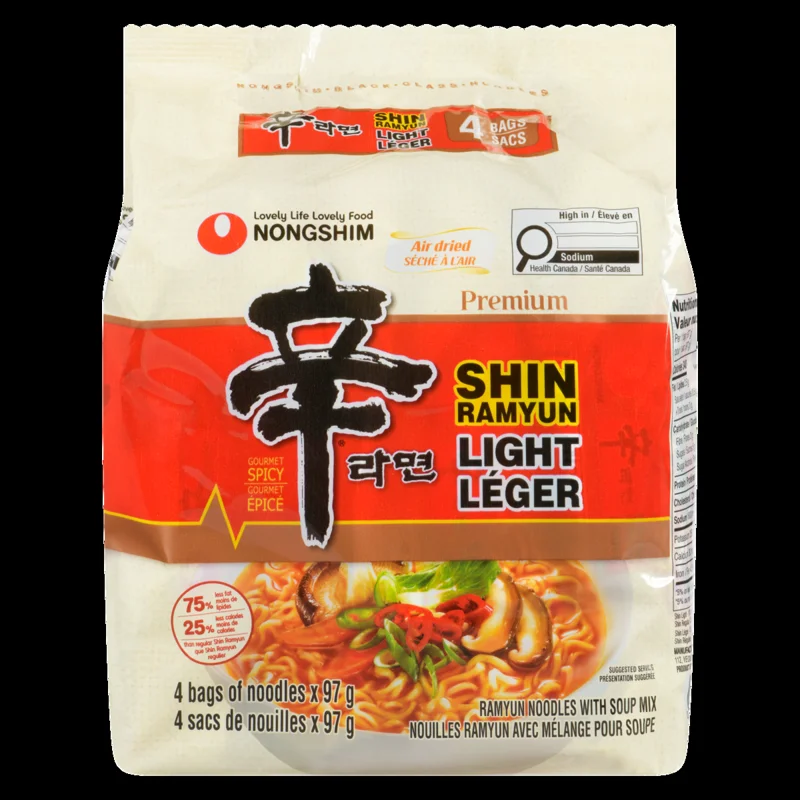 NONGSHIM·BLACK·CLASS·NOODLES
辛라면
SHIN
RAMYUN
LIGHT
LÉGER
4 BAGS
SACS
Lovely Life Lovely Food
NONGSHIM
Air dried
SÉCHÉ À L'AIR
High in / Élevé en
Sodium
Health Canada / Santé Canada
Premium
辛라면
SHIN
RAMYUN
LIGHT
LÉGER
GOURMET
SPICY
GOURMET
ÉPICÉ
75% less fat
moins de
lipides
25% less calories
moins de
calories
than regular Shin Ramyun
que Shin Ramyun
regulier
4 bags of noodles x 97 g
4 sacs de nouilles x 97 g
PRÉSENTATION SUGGÉRÉE
RAMYUN NOODLES WITH SOUP MIX
NOUILLES RAMYUN AVEC MÉLANGE POUR SOUPE